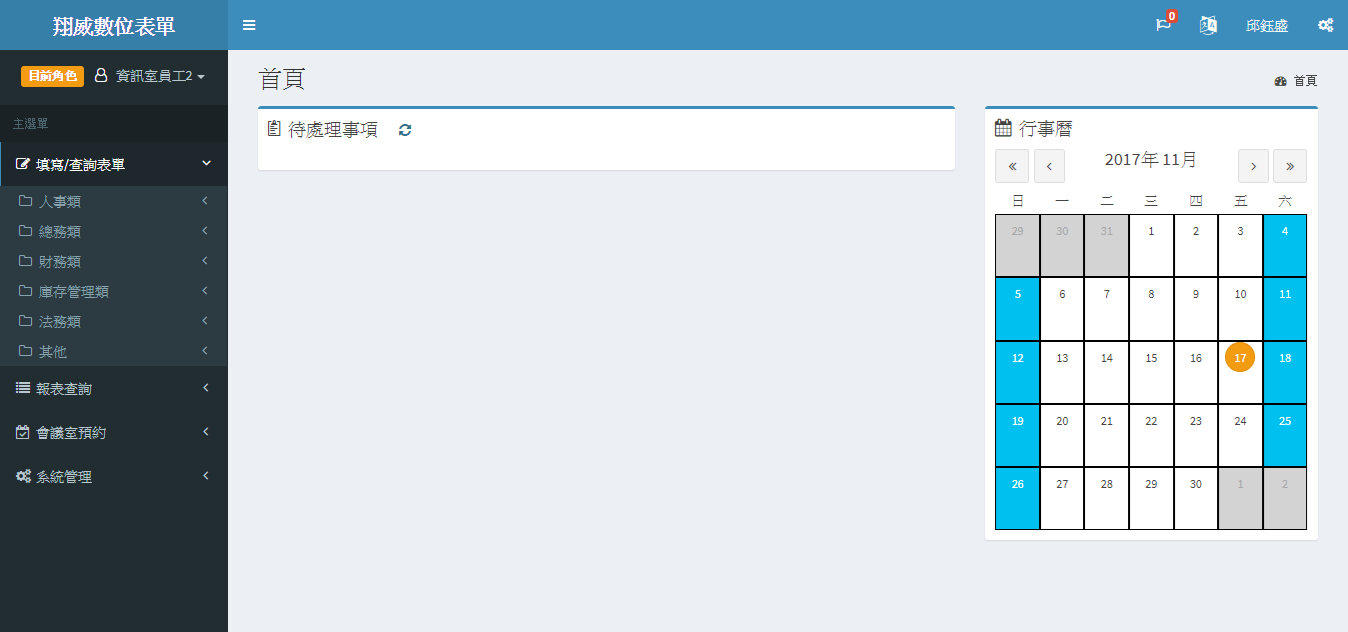 翔威數位表單
0
邱鈺盛
目前角色 資訊室員工2
主選單
填寫/查詢表單
人事類
總務類
財務類
庫存管理類
法務類
其他
報表查詢
會議室預約
系統管理
首頁
首頁
待處理事項
行事曆
« ‹ 2017年 11月 › »
日 一 二 三 四 五 六
29 30 31 1 2 3 4
5 6 7 8 9 10 11
12 13 14 15 16 17 18
19 20 21 22 23 24 25
26 27 28 29 30 1 2